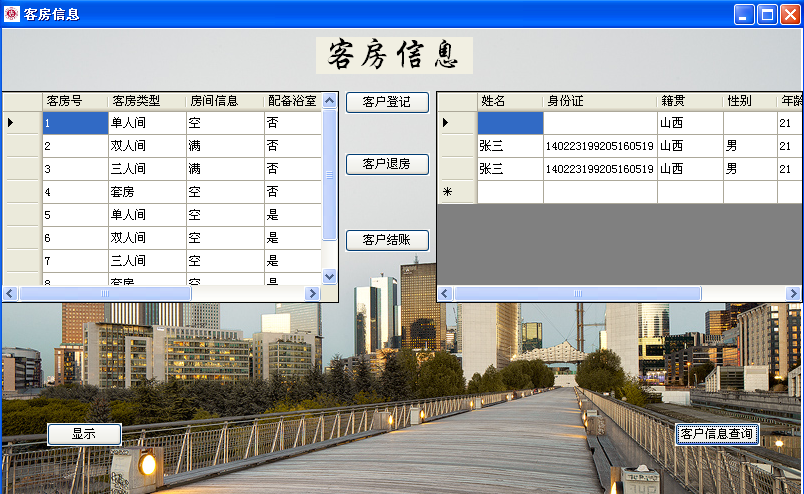 客房信息
客房信息
客房号 客房类型 房间信息 配备浴室
1 单人间 空 否
2 双人间 满 否
3 三人间 满 否
4 套房 空 否
5 单人间 空 是
6 双人间 空 是
7 三人间 空 是
8 套房 空 是
客户登记
客户退房
客户结账
姓名 身份证 籍贯 性别 年龄
山西 21
张三 140223199205160519 山西 男 21
张三 140223199205160519 山西 男 21
显示
客户信息查询